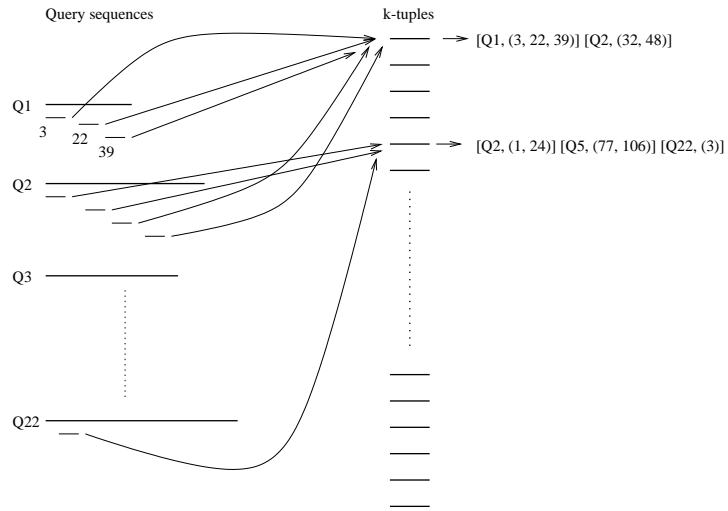 Query sequences
k-tuples
[Q1, (3, 22, 39)] [Q2, (32, 48)]
Q1
3
22
39
[Q2, (1, 24)] [Q5, (77, 106)] [Q22, (3)]
Q2
Q3
Q22